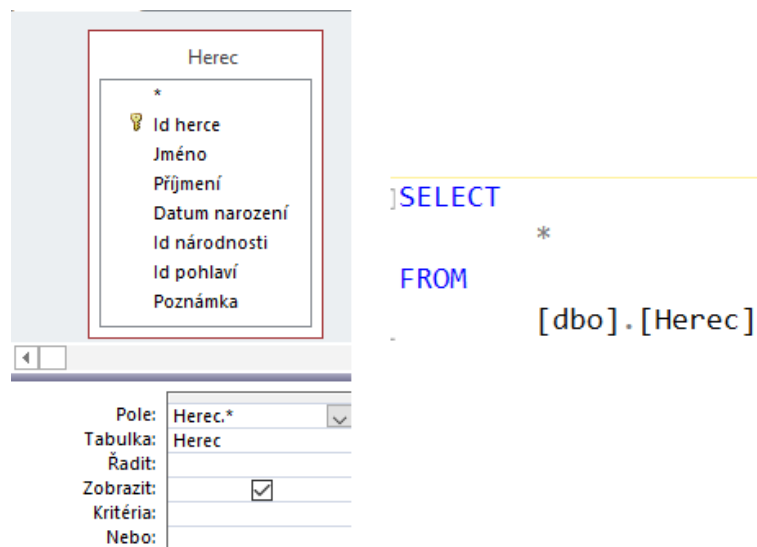 Herec
*
Id herce
Jméno
Příjmení
Datum narození
Id národnosti
Id pohlaví
Poznámka
Pole: Herec.*
Tabulka: Herec
Řadit:
Zobrazit:
Kritéria:
Nebo:
SELECT
*
FROM
[dbo].[Herec]